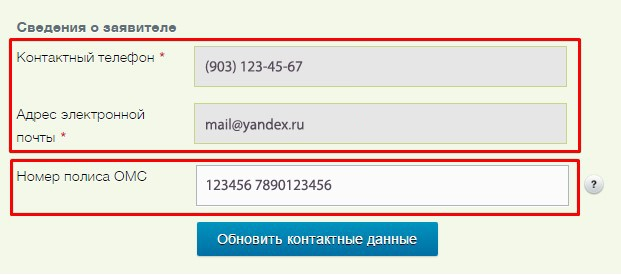 Сведения о заявителе
Контактный телефон *
(903) 123-45-67
Адрес электронной
почты *
mail@yandex.ru
Номер полиса ОМС
123456 7890123456
?
Обновить контактные данные